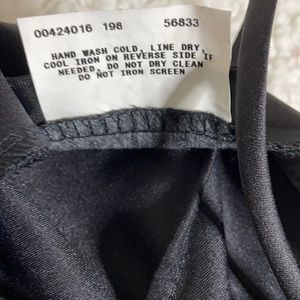 00424016 198 56833
HAND WASH COLD, LINE DRY,
COOL IRON ON REVERSE SIDE IF
NEEDED, DO NOT DRY CLEAN
DO NOT IRON SCREEN